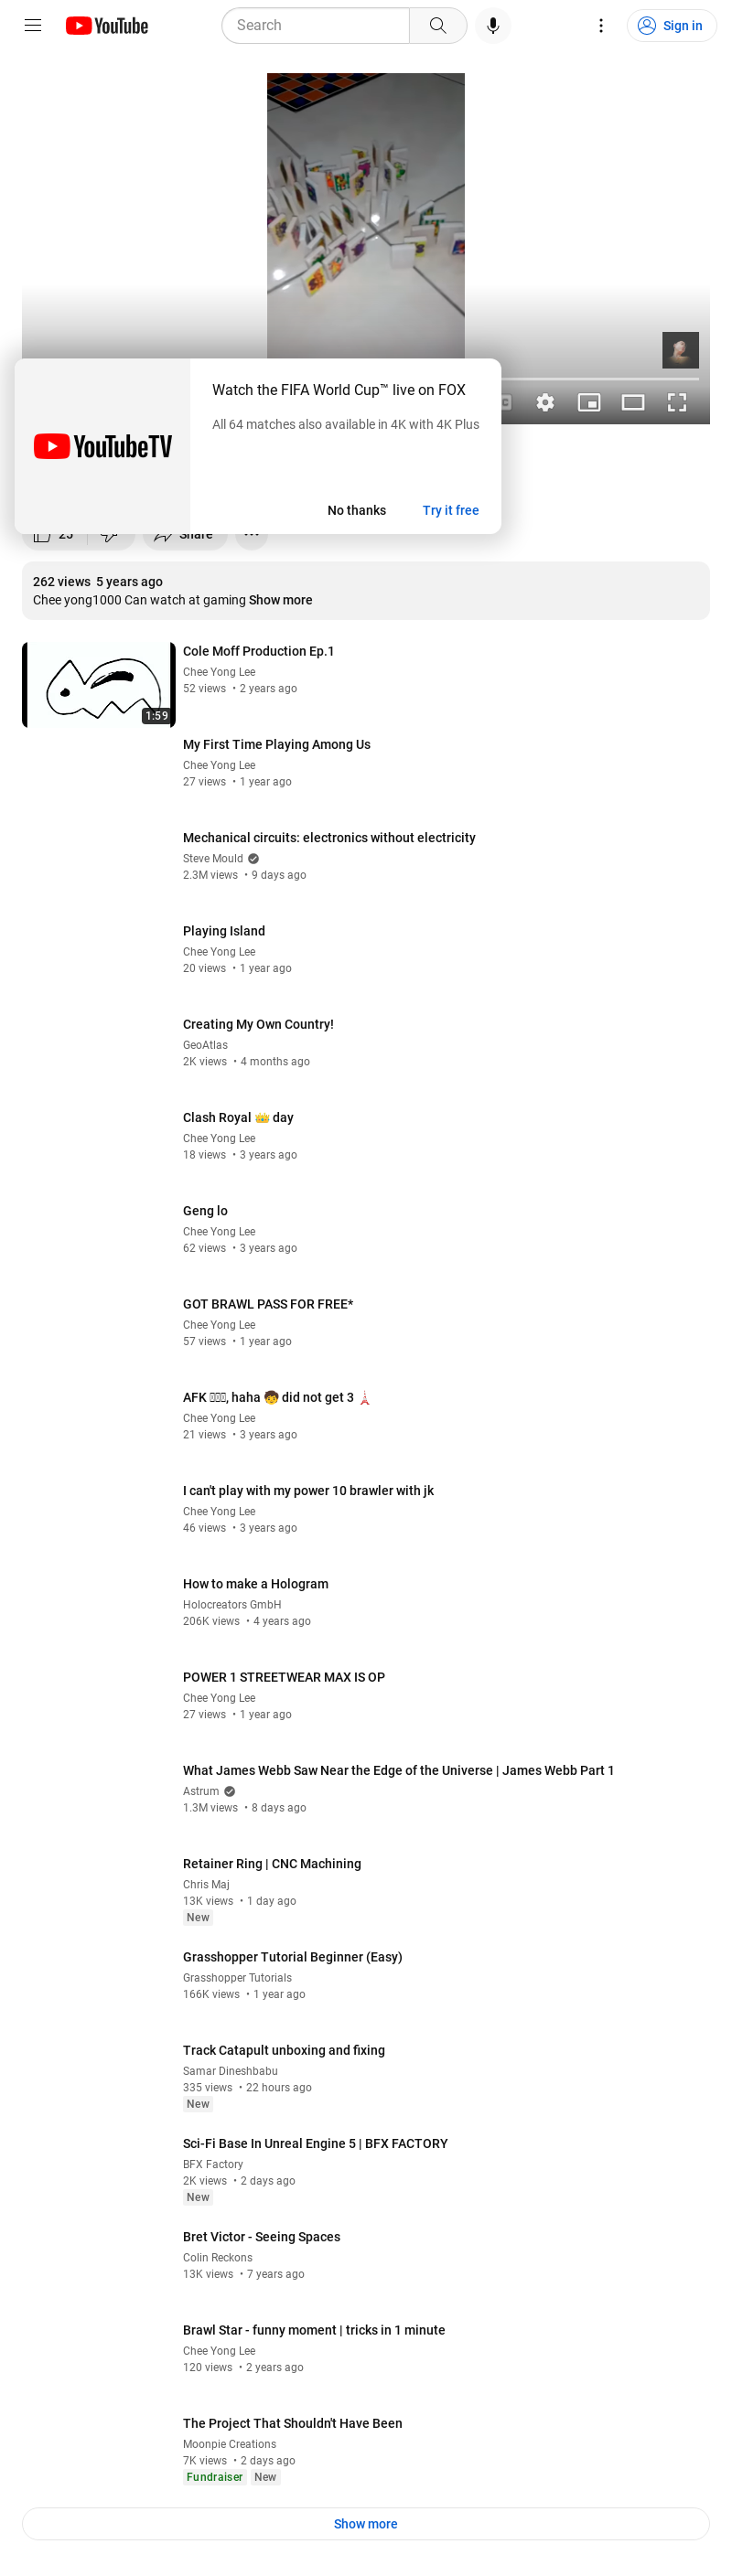 YouTube
Search
Sign in
Watch the FIFA World Cup™ live on FOX
All 64 matches also available in 4K with 4K Plus
YouTubeTV
No thanks
Try it free
25
Share
262 views 5 years ago
Chee yong1000 Can watch at gaming Show more
Cole Moff Production Ep.1
Chee Yong Lee
52 views • 2 years ago
1:59
My First Time Playing Among Us
Chee Yong Lee
27 views • 1 year ago
Mechanical circuits: electronics without electricity
Steve Mould
2.3M views • 9 days ago
Playing Island
Chee Yong Lee
20 views • 1 year ago
Creating My Own Country!
GeoAtlas
2K views • 4 months ago
Clash Royal 👑 day
Chee Yong Lee
18 views • 3 years ago
Geng lo
Chee Yong Lee
62 views • 3 years ago
GOT BRAWL PASS FOR FREE*
Chee Yong Lee
57 views • 1 year ago
AFK , haha 🧒 did not get 3 🗼
Chee Yong Lee
21 views • 3 years ago
I can't play with my power 10 brawler with jk
Chee Yong Lee
46 views • 3 years ago
How to make a Hologram
Holocreators GmbH
206K views • 4 years ago
POWER 1 STREETWEAR MAX IS OP
Chee Yong Lee
27 views • 1 year ago
What James Webb Saw Near the Edge of the Universe | James Webb Part 1
Astrum
1.3M views • 8 days ago
Retainer Ring | CNC Machining
Chris Maj
13K views • 1 day ago
New
Grasshopper Tutorial Beginner (Easy)
Grasshopper Tutorials
166K views • 1 year ago
Track Catapult unboxing and fixing
Samar Dineshbabu
335 views • 22 hours ago
New
Sci-Fi Base In Unreal Engine 5 | BFX FACTORY
BFX Factory
2K views • 2 days ago
New
Bret Victor - Seeing Spaces
Colin Reckons
13K views • 7 years ago
Brawl Star - funny moment | tricks in 1 minute
Chee Yong Lee
120 views • 2 years ago
The Project That Shouldn't Have Been
Moonpie Creations
7K views • 2 days ago
Fundraiser New
Show more